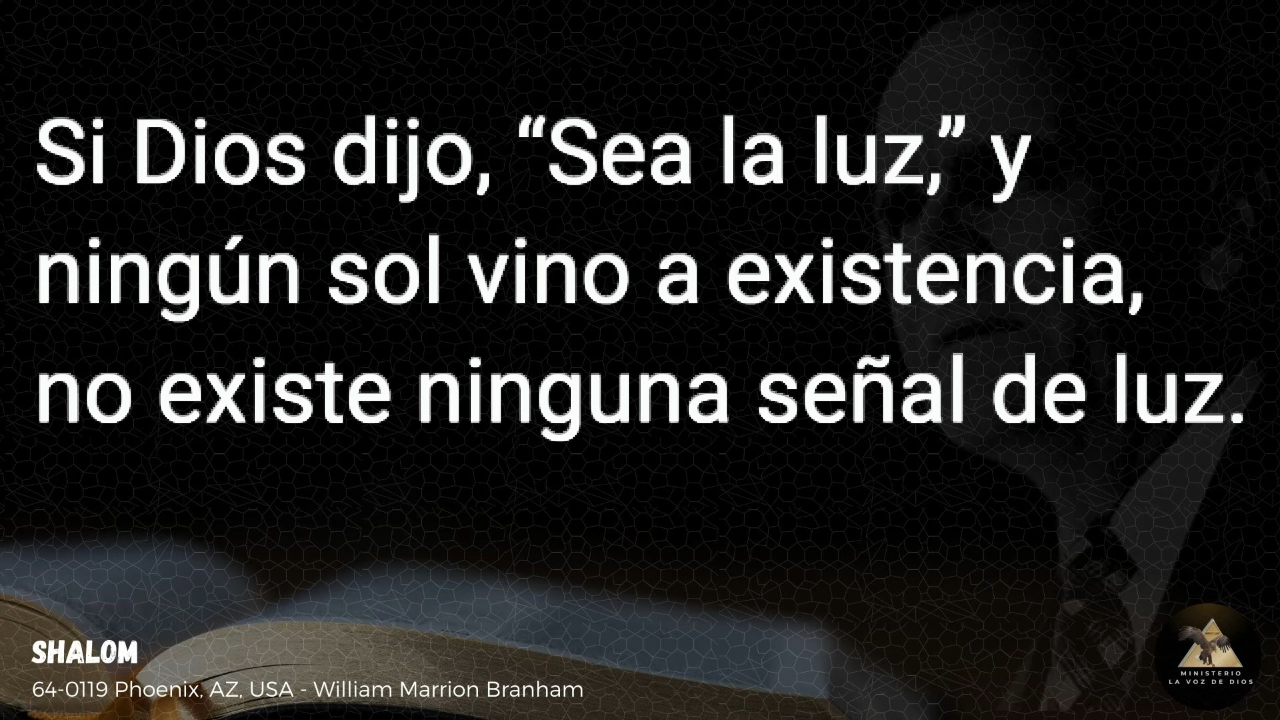 Si Dios dijo, “Sea la luz,” y
ningún sol vino a existencia,
no existe ninguna señal de luz.
SHALOM
64-0119 Phoenix, AZ, USA - William Marrion Branham
MINISTERIO
LA VOZ DE DIOS